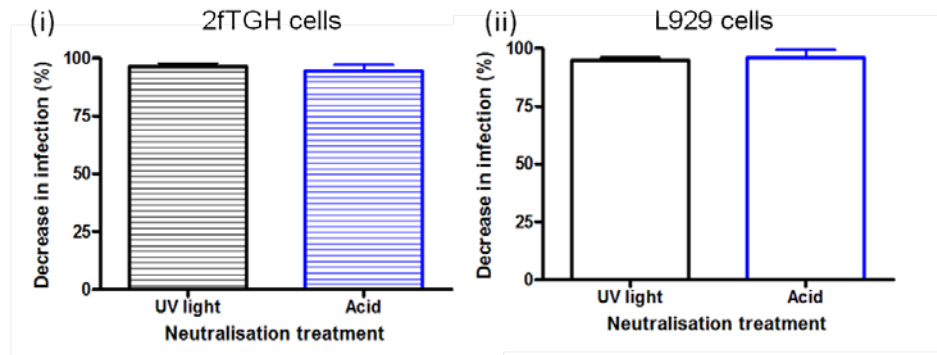 (i) 2fTGH cells
Decrease in infection (%)
100
75
50
25
0
UV light Acid
Neutralisation treatment
(ii) L929 cells
Decrease in infection (%)
100
75
50
25
0
UV light Acid
Neutralisation treatment